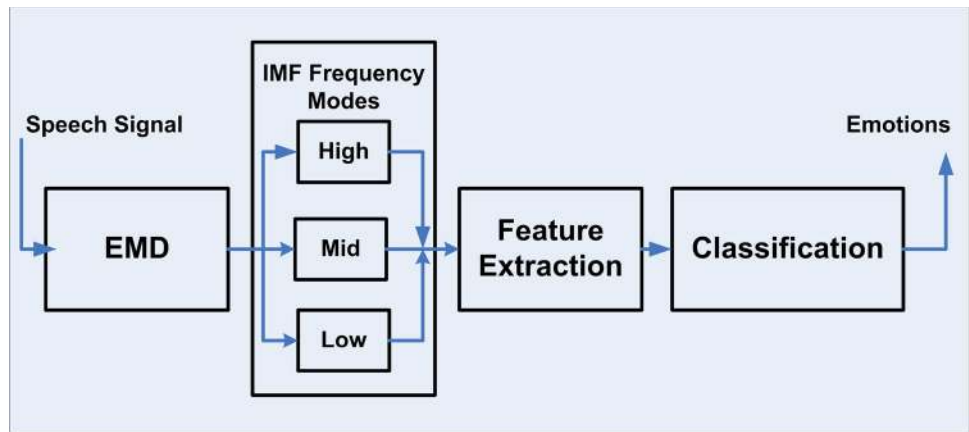 Speech Signal
EMD
IMF Frequency
Modes
High
Mid
Low
Feature
Extraction
Classification
Emotions